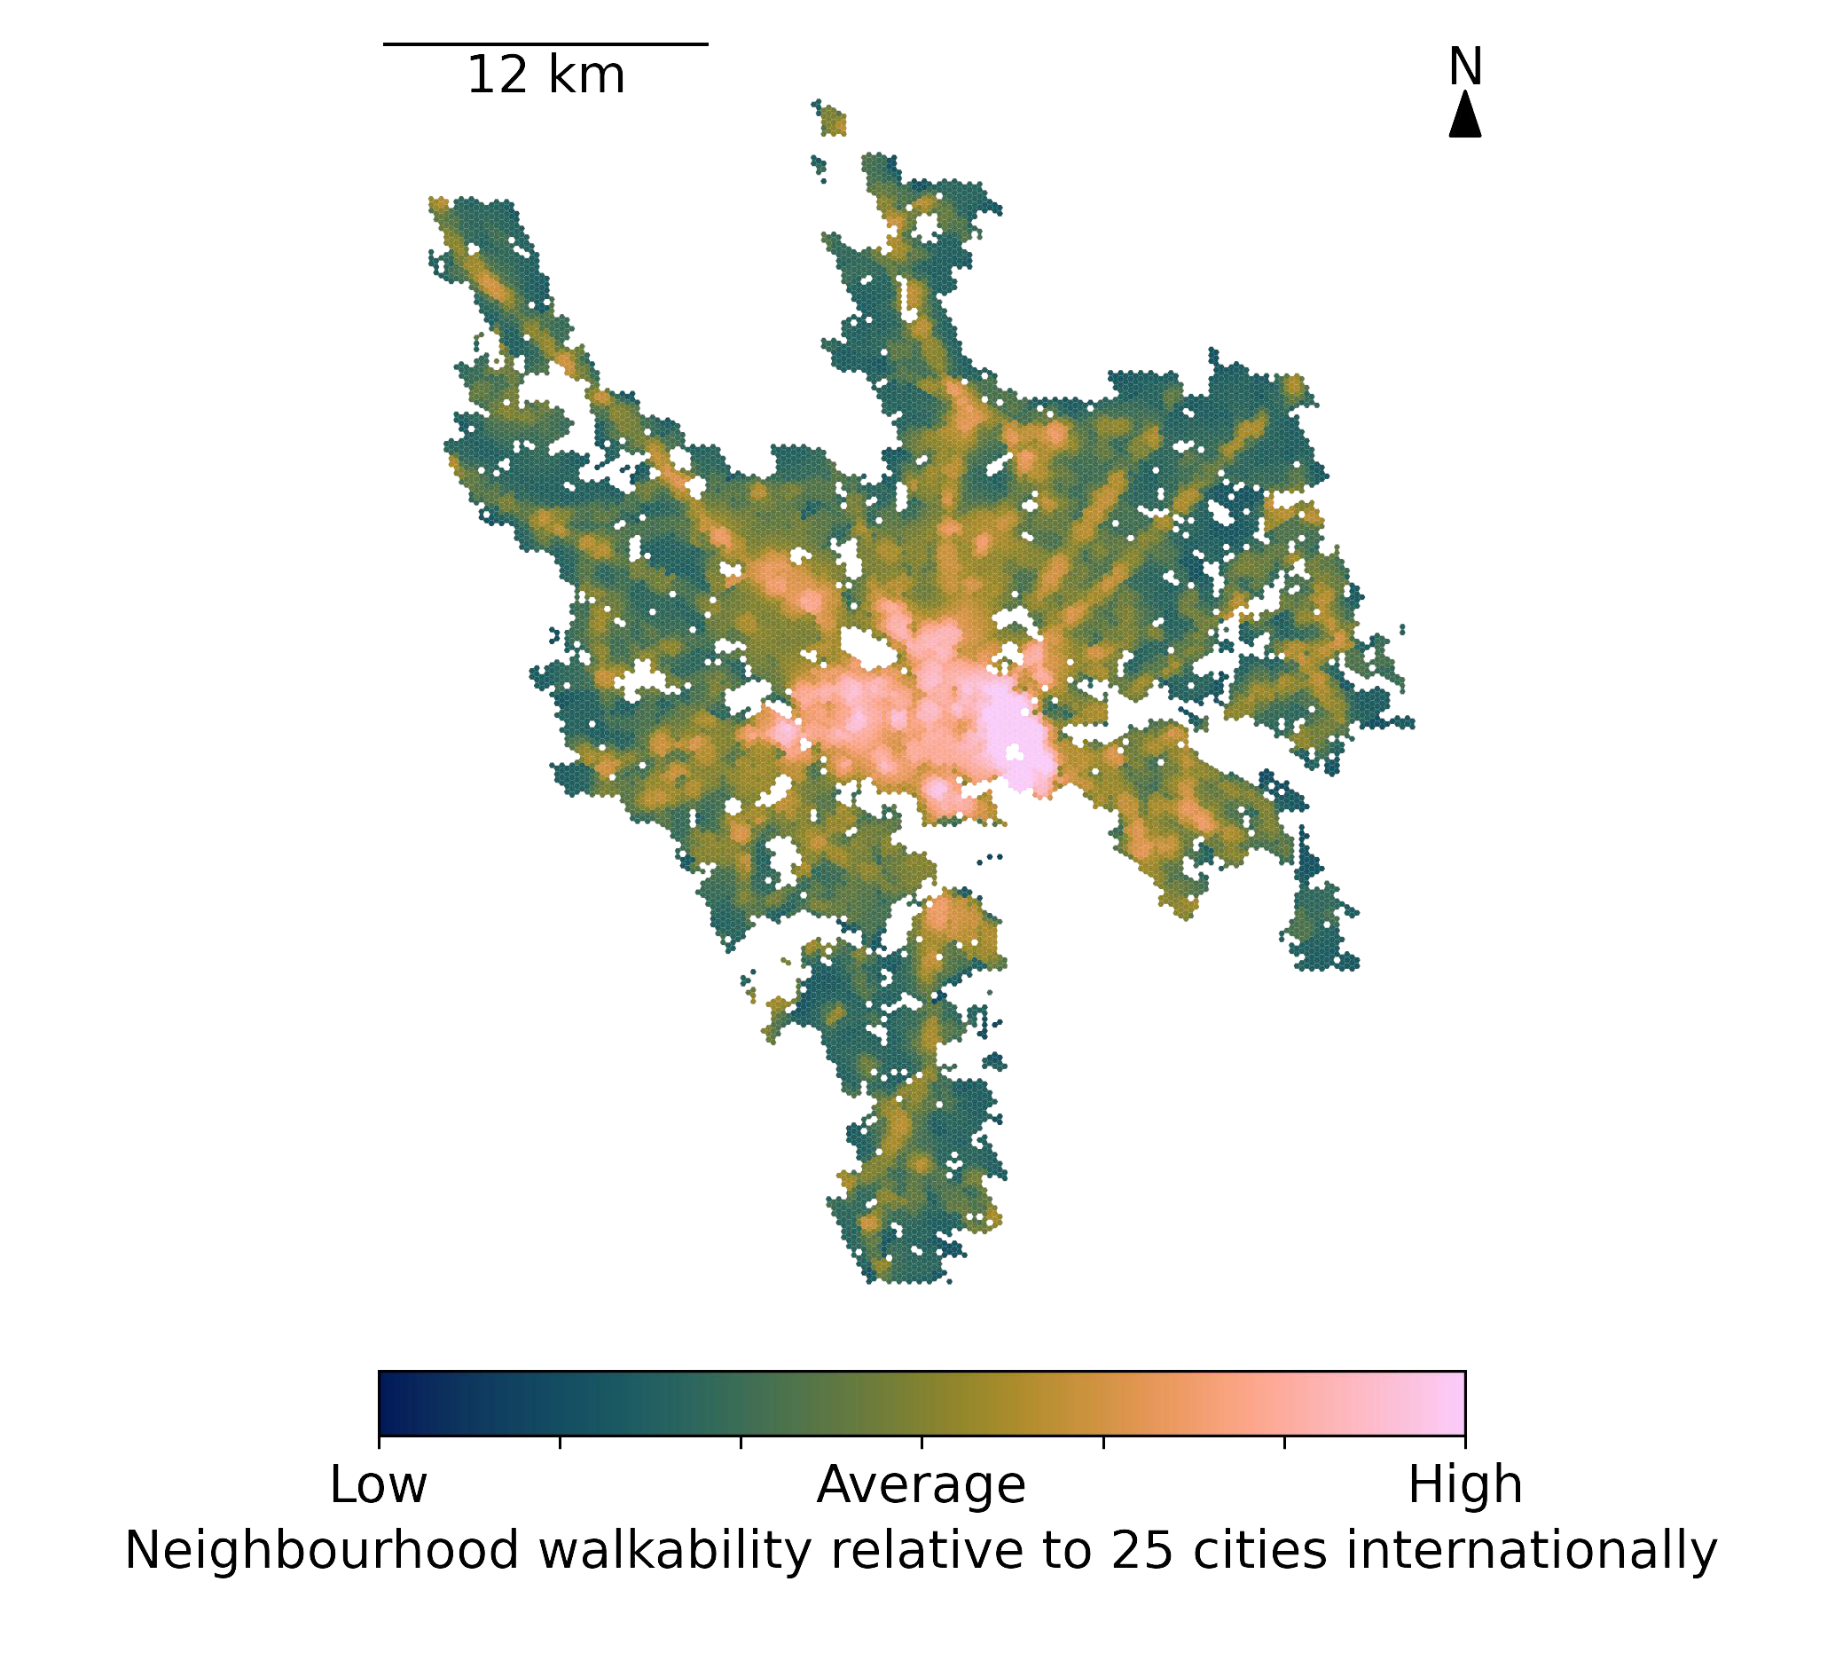 12 km
N
Low Average High
Neighbourhood walkability relative to 25 cities internationally